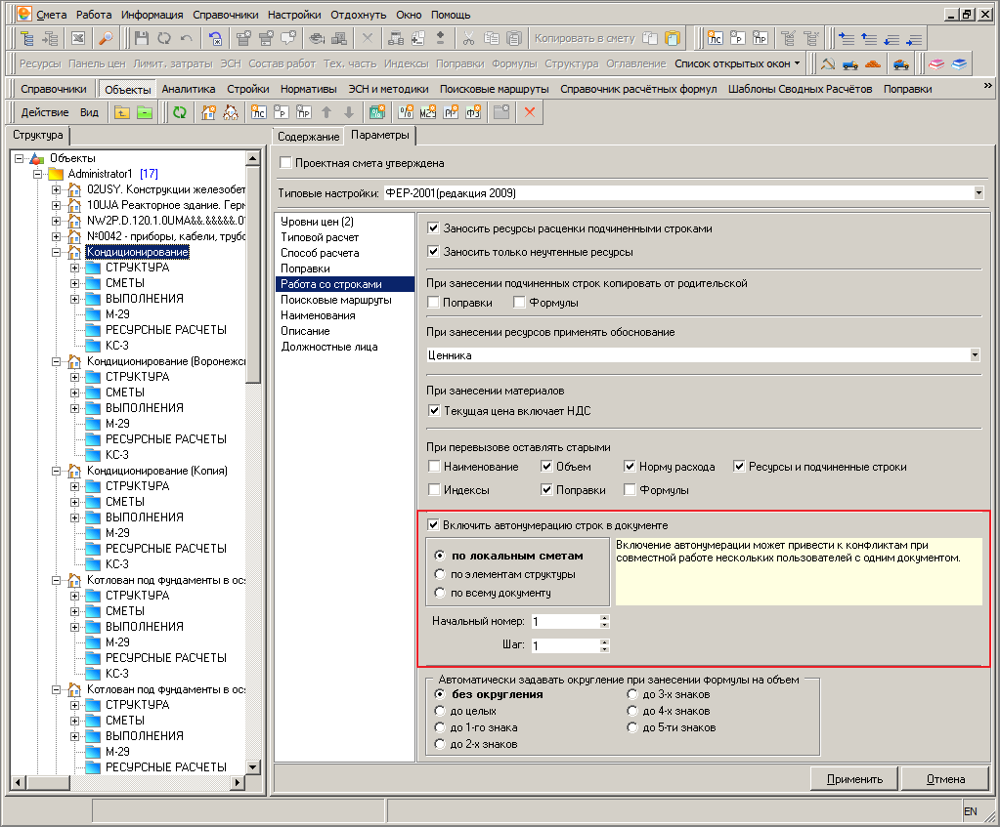 Смета Работа Информация Справочники Настройки Отдохнуть Окно Помощь
Копировать в смету
ЛС Р ПР
Ресурсы Панель цен Лимит. затраты ЭСН Состав работ Тех. часть Индексы Поправки Формулы Структура Оглавление Список открытых окон
Справочники Объекты Аналитика Стройки Нормативы ЭСН и методики Поисковые маршруты Справочник расчётных формул Шаблоны Сводных Расчётов Поправки »
Действие Вид ЛС Р ПР % М29 РР Ф3
Структура
Объекты
Administrator1 [17]
02USY. Конструкции железобет
10UJA Реакторное здание. Герм
NW2P.D.120.1.0UMA&&.&&&&&.0
№0042 - приборы, кабели, трубо
Кондиционирование
СТРУКТУРА
СМЕТЫ
ВЫПОЛНЕНИЯ
М-29
РЕСУРСНЫЕ РАСЧЕТЫ
КС-3
Кондиционирование (Воронежск
СТРУКТУРА
СМЕТЫ
ВЫПОЛНЕНИЯ
М-29
РЕСУРСНЫЕ РАСЧЕТЫ
КС-3
Кондиционирование (Копия)
СТРУКТУРА
СМЕТЫ
ВЫПОЛНЕНИЯ
М-29
РЕСУРСНЫЕ РАСЧЕТЫ
КС-3
Котлован под фундаменты в ося
СТРУКТУРА
СМЕТЫ
ВЫПОЛНЕНИЯ
М-29
РЕСУРСНЫЕ РАСЧЕТЫ
КС-3
Котлован под фундаменты в ося
СТРУКТУРА
СМЕТЫ
ВЫПОЛНЕНИЯ
М-29
РЕСУРСНЫЕ РАСЧЕТЫ
Содержание Параметры
Проектная смета утверждена
Типовые настройки: ФЕР-2001(редакция 2009)
Уровни цен (2)
Типовой расчет
Способ расчета
Поправки
Работа со строками
Поисковые маршруты
Наименования
Описание
Должностные лица
Заносить ресурсы расценки подчиненными строками
Заносить только неучтенные ресурсы
При занесении подчиненных строк копировать от родительской
Поправки Формулы
При занесении ресурсов применять обоснование
Ценника
При занесении материалов
Текущая цена включает НДС
При перевызове оставлять старыми
Наименование Объем Норму расхода Ресурсы и подчиненные строки
Индексы Поправки Формулы
Включить автонумерацию строк в документе
по локальным сметам
по элементам структуры
по всему документу
Включение автонумерации может привести к конфликтам при
совместной работе нескольких пользователей с одним документом.
Начальный номер: 1
Шаг: 1
Автоматически задавать округление при занесении формулы на объем
без округления до 3-х знаков
до целых до 4-х знаков
до 1-го знака до 5-ти знаков
до 2-х знаков
Применить Отмена
EN